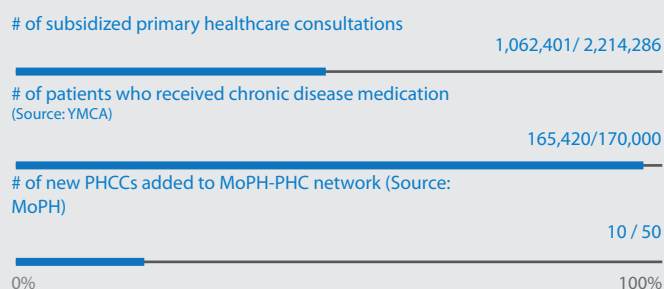 # of subsidized primary healthcare consultations
1,062,401/ 2,214,286
# of patients who received chronic disease medication
(Source: YMCA)
165,420/170,000
# of new PHCCs added to MoPH-PHC network (Source:
MoPH)
10 / 50
0% 100%